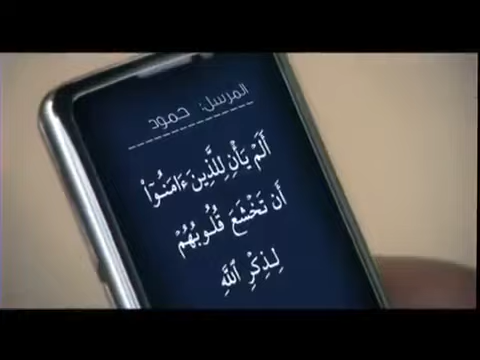 المرسل: حمود
أَلَمْ يَأْنِ لِلَّذِينَ ءَامَنُوٓا۟
أَن تَخْشَعَ قُلُوبُهُمْ
لِذِكْرِ ٱللَّهِ